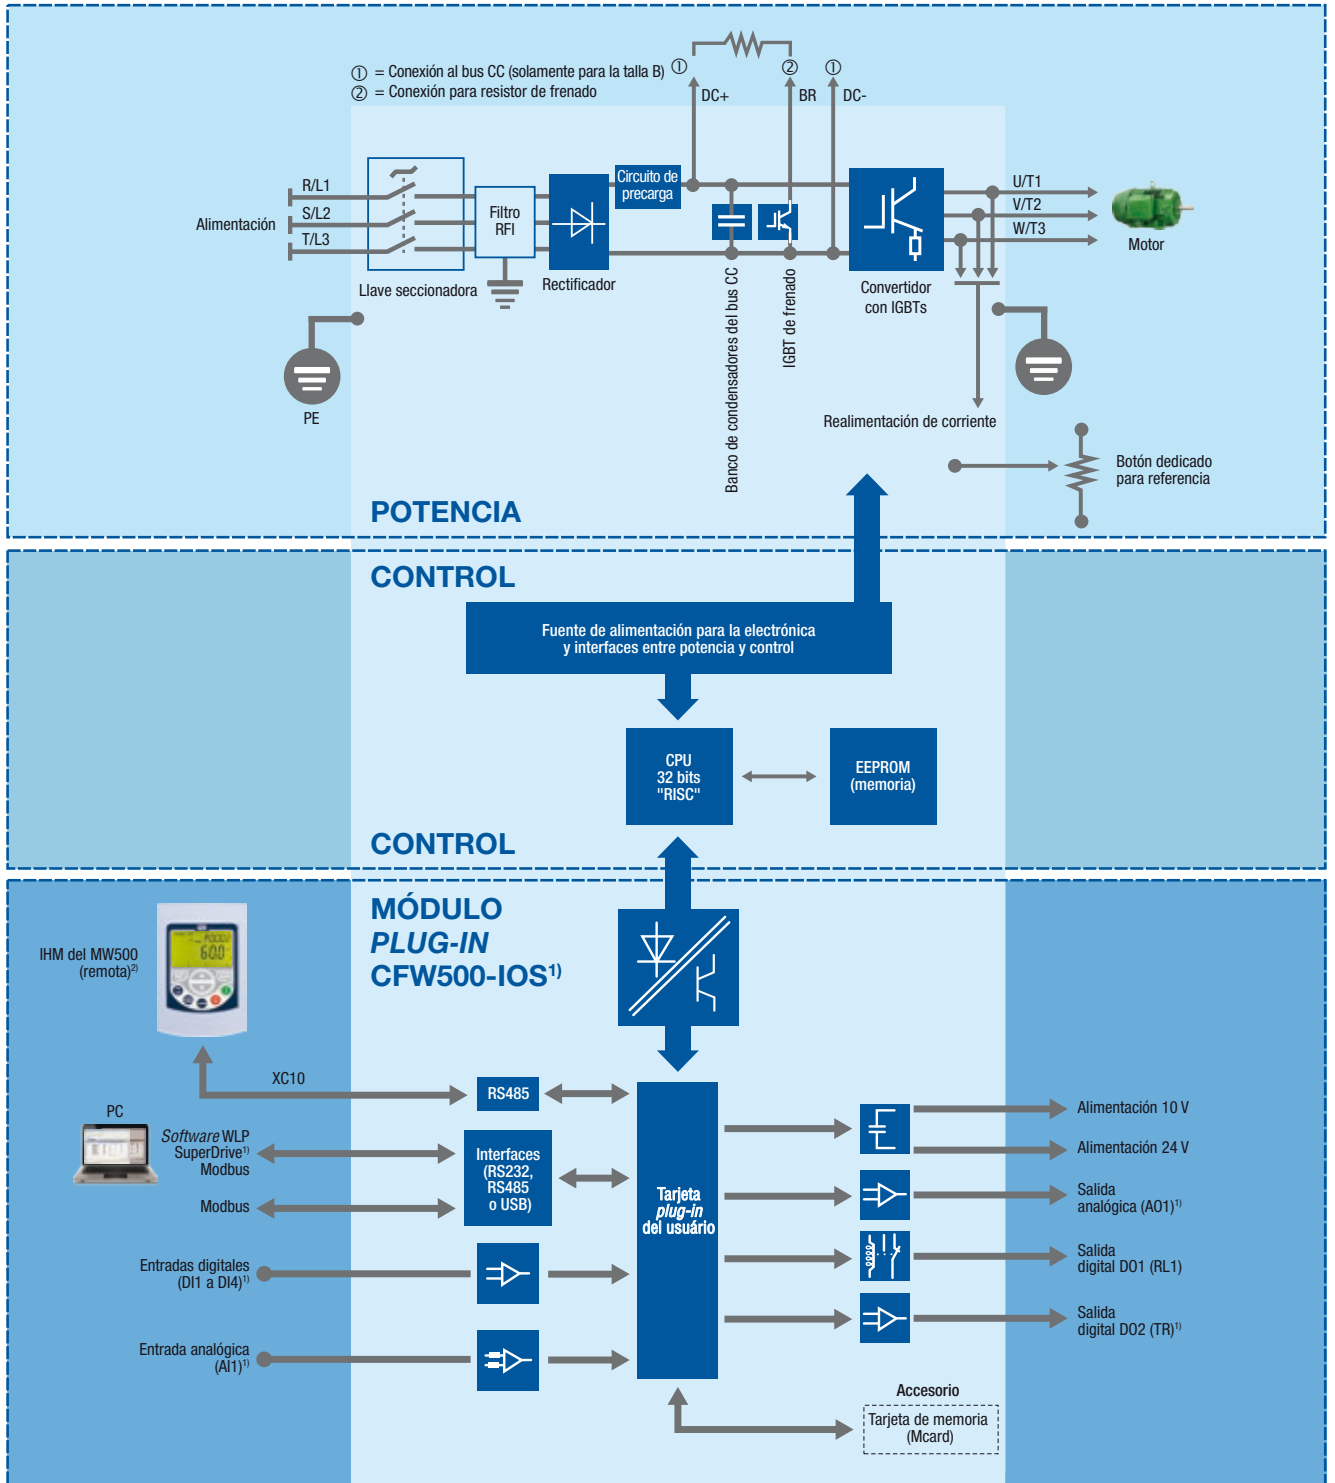 ① = Conexión al bus CC (solamente para la talla B)
② = Conexión para resistor de frenado
① ② ①
DC+ BR DC-
Alimentación
R/L1
S/L2
T/L3
Llave seccionadora
Filtro
RFI
Rectificador
Circuito de
precarga
Banco de condensadores del bus CC
IGBT de frenado
Convertidor
con IGBTs
U/T1
V/T2
W/T3
Motor
PE
Realimentación de corriente
Botón dedicado
para referencia
POTENCIA
CONTROL
Fuente de alimentación para la electrónica
y interfaces entre potencia y control
CPU
32 bits
"RISC"
EEPROM
(memoria)
CONTROL
MÓDULO
PLUG-IN
CFW500-IOS1)
IHM del MW500
(remota)2)
60.0
XC10
RS485
PC
Software WLP
SuperDrive1)
Modbus
Modbus
Interfaces
(RS232,
RS485
o USB)
Entradas digitales
(DI1 a DI4)1)
Entrada analógica
(AI1)1)
Tarjeta
plug-in
del usuário
Alimentación 10 V
Alimentación 24 V
Salida
analógica (AO1)1)
Salida
digital DO1 (RL1)
Salida
digital DO2 (TR)1)
Accesorio
Tarjeta de memoria
(Mcard)